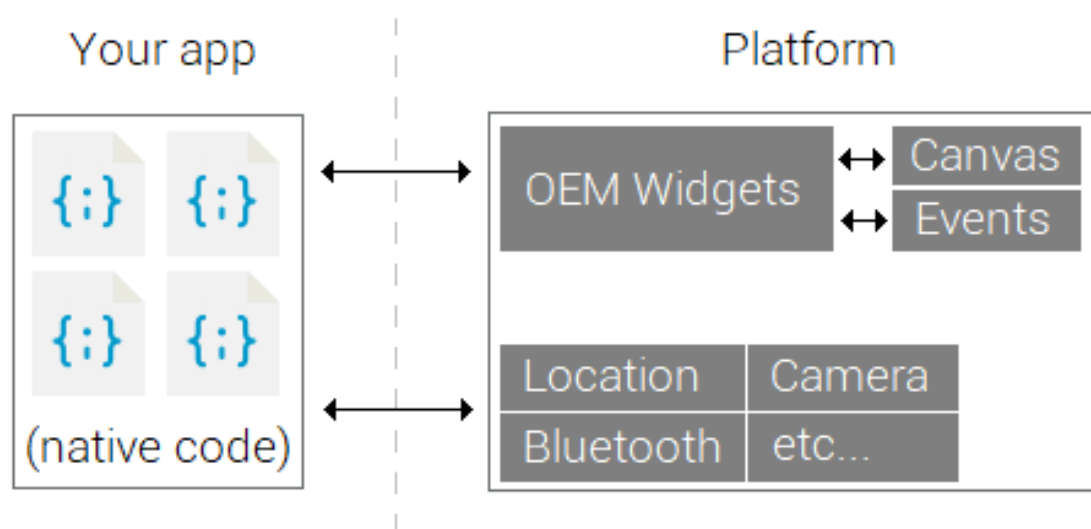 Your app
Platform
{;} {;}
{;} {;}
(native code)
OEM Widgets
Canvas
Events
Location
Camera
Bluetooth
etc...